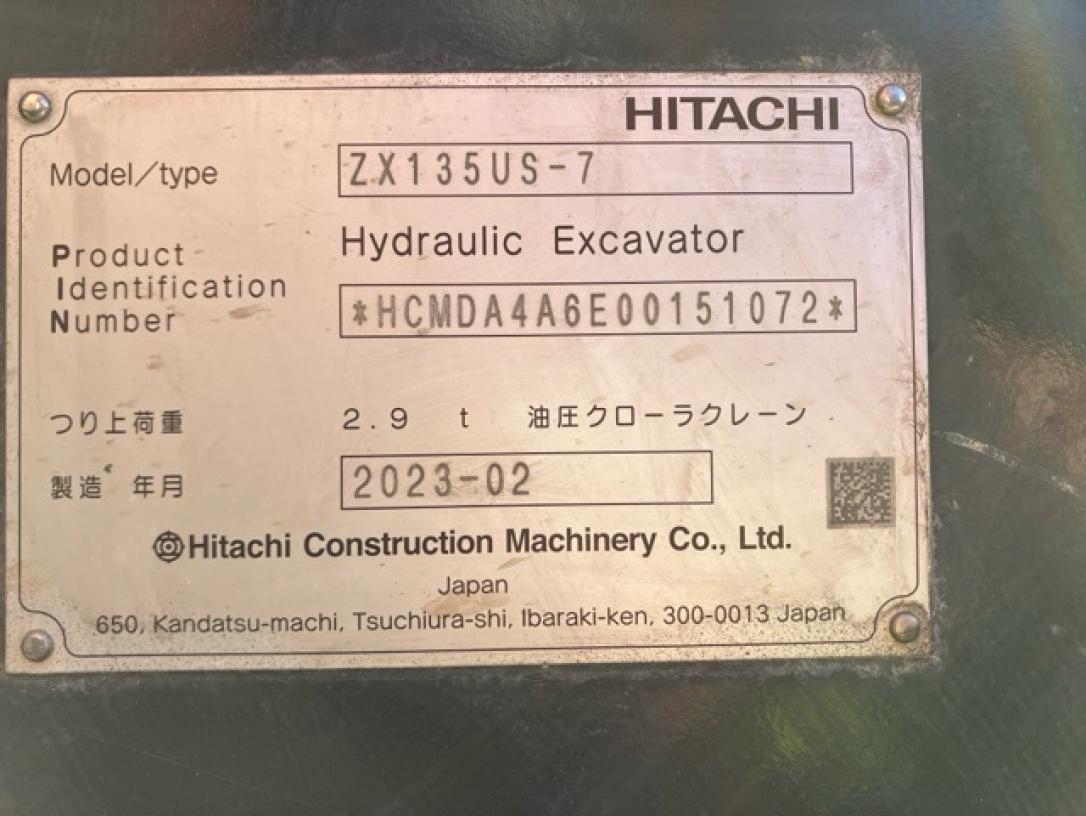 HITACHI
Model/type ZX135US-7
Hydraulic Excavator
Product
Identification
Number *HCMDA4A6E00151072*
つり上荷重 2.9 t 油圧クローラクレーン
製造 年月 2023-02
Hitachi Construction Machinery Co., Ltd.
Japan
650, Kandatsu-machi, Tsuchiura-shi, Ibaraki-ken, 300-0013 Japan